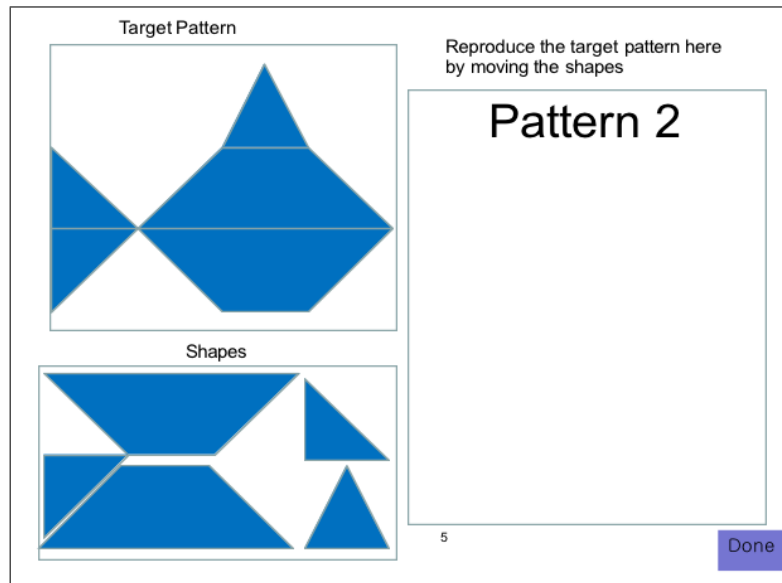 Target Pattern
Reproduce the target pattern here
by moving the shapes
Pattern 2
Shapes
5
Done